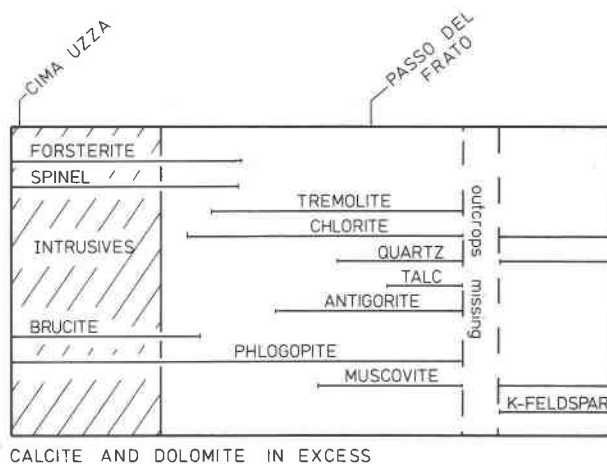 CIMA UZZA
PASSO DEL
FRATO
FORSTERITE
SPINEL
TREMOLITE
CHLORITE
INTRUSIVES
QUARTZ
TALC
ANTIGORITE
outcrops missing
BRUCITE
PHLOGOPITE
MUSCOVITE
K-FELDSPAR
CALCITE AND DOLOMITE IN EXCESS